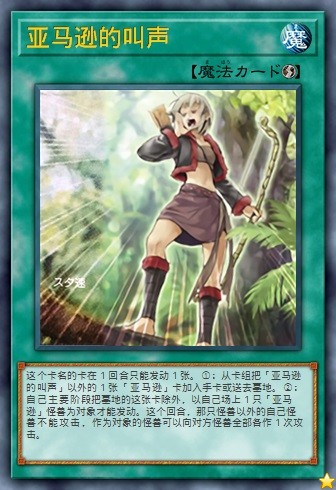 亚马逊的叫声
魔
【魔法カード】
スタ速
这个卡名的卡在1回合只能发动1张。①：从卡组把「亚马逊
的叫声」以外的1张「亚马逊」卡加入手卡或送去墓地。②：
自己主要阶段把墓地的这张卡除外，以自己场上1只「亚马
逊」怪兽为对象才能发动。这个回合，那只怪兽以外的自己怪
兽不能攻击，作为对象的怪兽可以向对方怪兽全部各作1次攻
击。